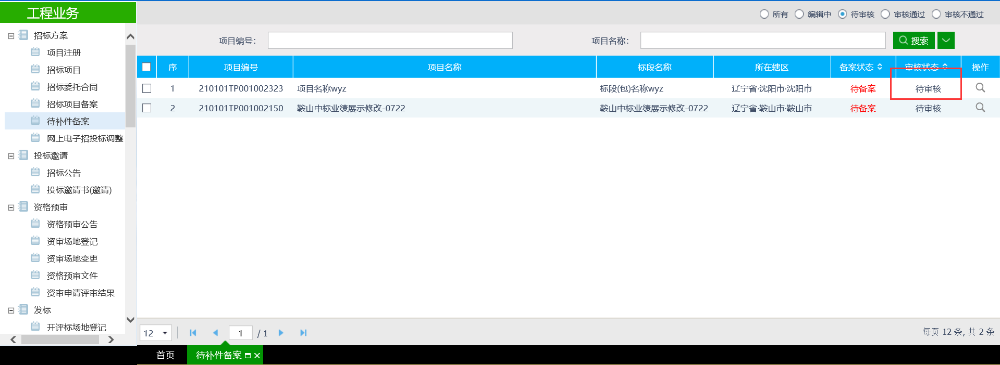 工程业务
招标方案
项目注册
招标项目
招标委托合同
招标项目备案
待补件备案
网上电子招投标调整
投标邀请
招标公告
投标邀请书(邀请)
资格预审
资格预审公告
资审场地登记
资审场地变更
资格预审文件
资审申请评审结果
发标
开评标场地登记
所有 编辑中 待审核 审核通过 审核不通过
项目编号: 项目名称: 搜索
序 项目编号 项目名称 标段名称 所在辖区 备案状态 审核状态 操作
1 210101TP001002323 项目名称wyz 标段(包)名称wyz 辽宁省·沈阳市·沈阳市 待备案 待审核
2 210101TP001002150 鞍山中标业绩展示修改-0722 鞍山中标业绩展示修改-0722 辽宁省·鞍山市·鞍山市 待备案 待审核
12 1 / 1 每页 12 条, 共 2 条
首页 待补件备案